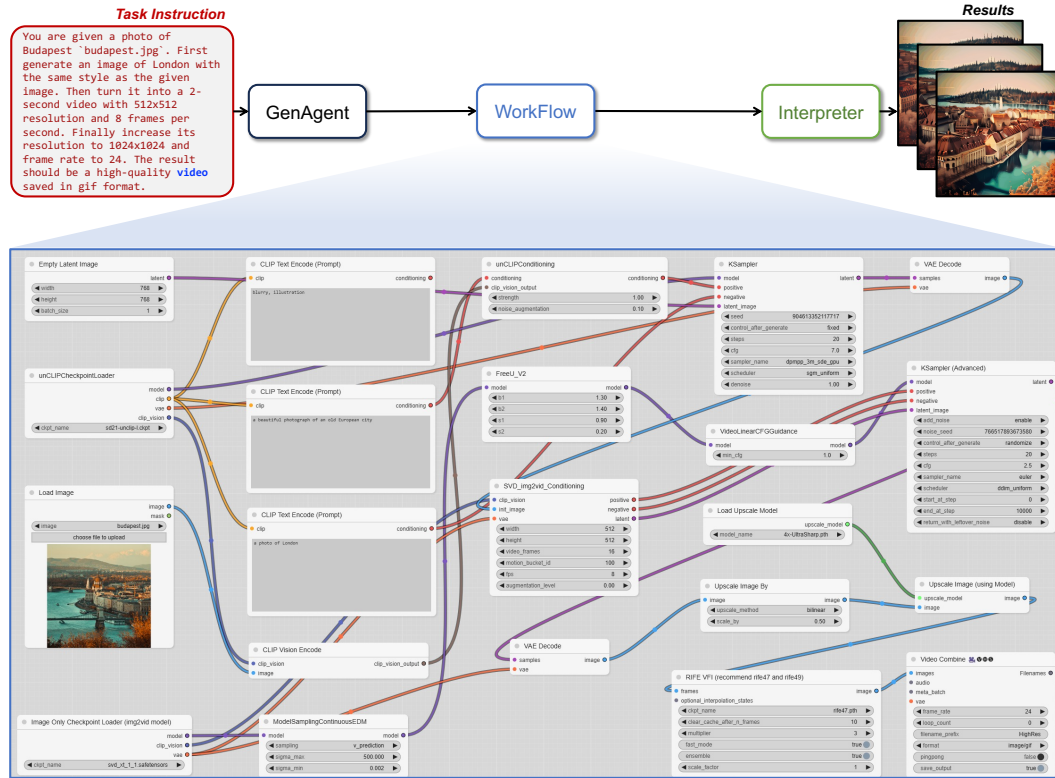 Task Instruction
You are given a photo of
Budapest `budapest.jpg`. First
generate an image of London with
the same style as the given
image. Then turn it into a 2-
second video with 512x512
resolution and 8 frames per
second. Finally increase its
resolution to 1024x1024 and
frame rate to 24. The result
should be a high-quality video
saved in gif format.
GenAgent
WorkFlow
Interpreter
Results
Empty Latent Image
latent
width 768
height 768
batch_size 1
unCLIPCheckpointLoader
model
clip
vae
clip_vision
ckpt_name sd21-unclip-l.ckpt
Load Image
image
mask
image budapest.jpg
choose file to upload
Image Only Checkpoint Loader (img2vid model)
model
clip_vision
vae
ckpt_name svd_xt_1_1.safetensors
CLIP Text Encode (Prompt)
clip conditioning
blurry, illustration
CLIP Text Encode (Prompt)
clip conditioning
a beautiful photograph of an old European city
CLIP Text Encode (Prompt)
clip conditioning
a photo of London
CLIP Vision Encode
clip_vision clip_vision_output
image
ModelSamplingContinuousEDM
model model
sampling v_prediction
sigma_max 500.000
sigma_min 0.002
unCLIPConditioning
conditioning conditioning
clip_vision_output
strength 1.00
noise_augmentation 0.10
FreeU_V2
model model
b1 1.30
b2 1.40
s1 0.90
s2 0.20
SVD_img2vid_Conditioning
clip_vision positive
init_image negative
vae latent
width 512
height 512
video_frames 16
motion_bucket_id 100
fps 8
augmentation_level 0.00
VAE Decode
samples image
vae
KSampler
model latent
positive
negative
latent_image
seed 904613352117717
control_after_generate fixed
steps 20
cfg 7.0
sampler_name dpmpp_3m_sde_gpu
scheduler sgm_uniform
denoise 1.00
VideoLinearCFGGuidance
model model
min_cfg 1.0
Load Upscale Model
upscale_model
model_name 4x-UltraSharp.pth
Upscale Image By
image image
upscale_method bilinear
scale_by 0.50
RIFE VFI (recommend rife47 and rife49)
frames image
optional_interpolation_states
ckpt_name rife47.pth
clear_cache_after_n_frames 10
multiplier 3
fast_mode true
ensemble true
scale_factor 1
VAE Decode
samples image
vae
KSampler (Advanced)
model latent
positive
negative
latent_image
add_noise enable
noise_seed 766517893673580
control_after_generate randomize
steps 20
cfg 2.5
sampler_name euler
scheduler ddim_uniform
start_at_step 0
end_at_step 10000
return_with_leftover_noise disable
Upscale Image (using Model)
upscale_model image
image
Video Combine
images Filenames
audio
meta_batch
vae
frame_rate 24
loop_count 0
filename_prefix HighRes
format image/gif
pingpong false
save_output true